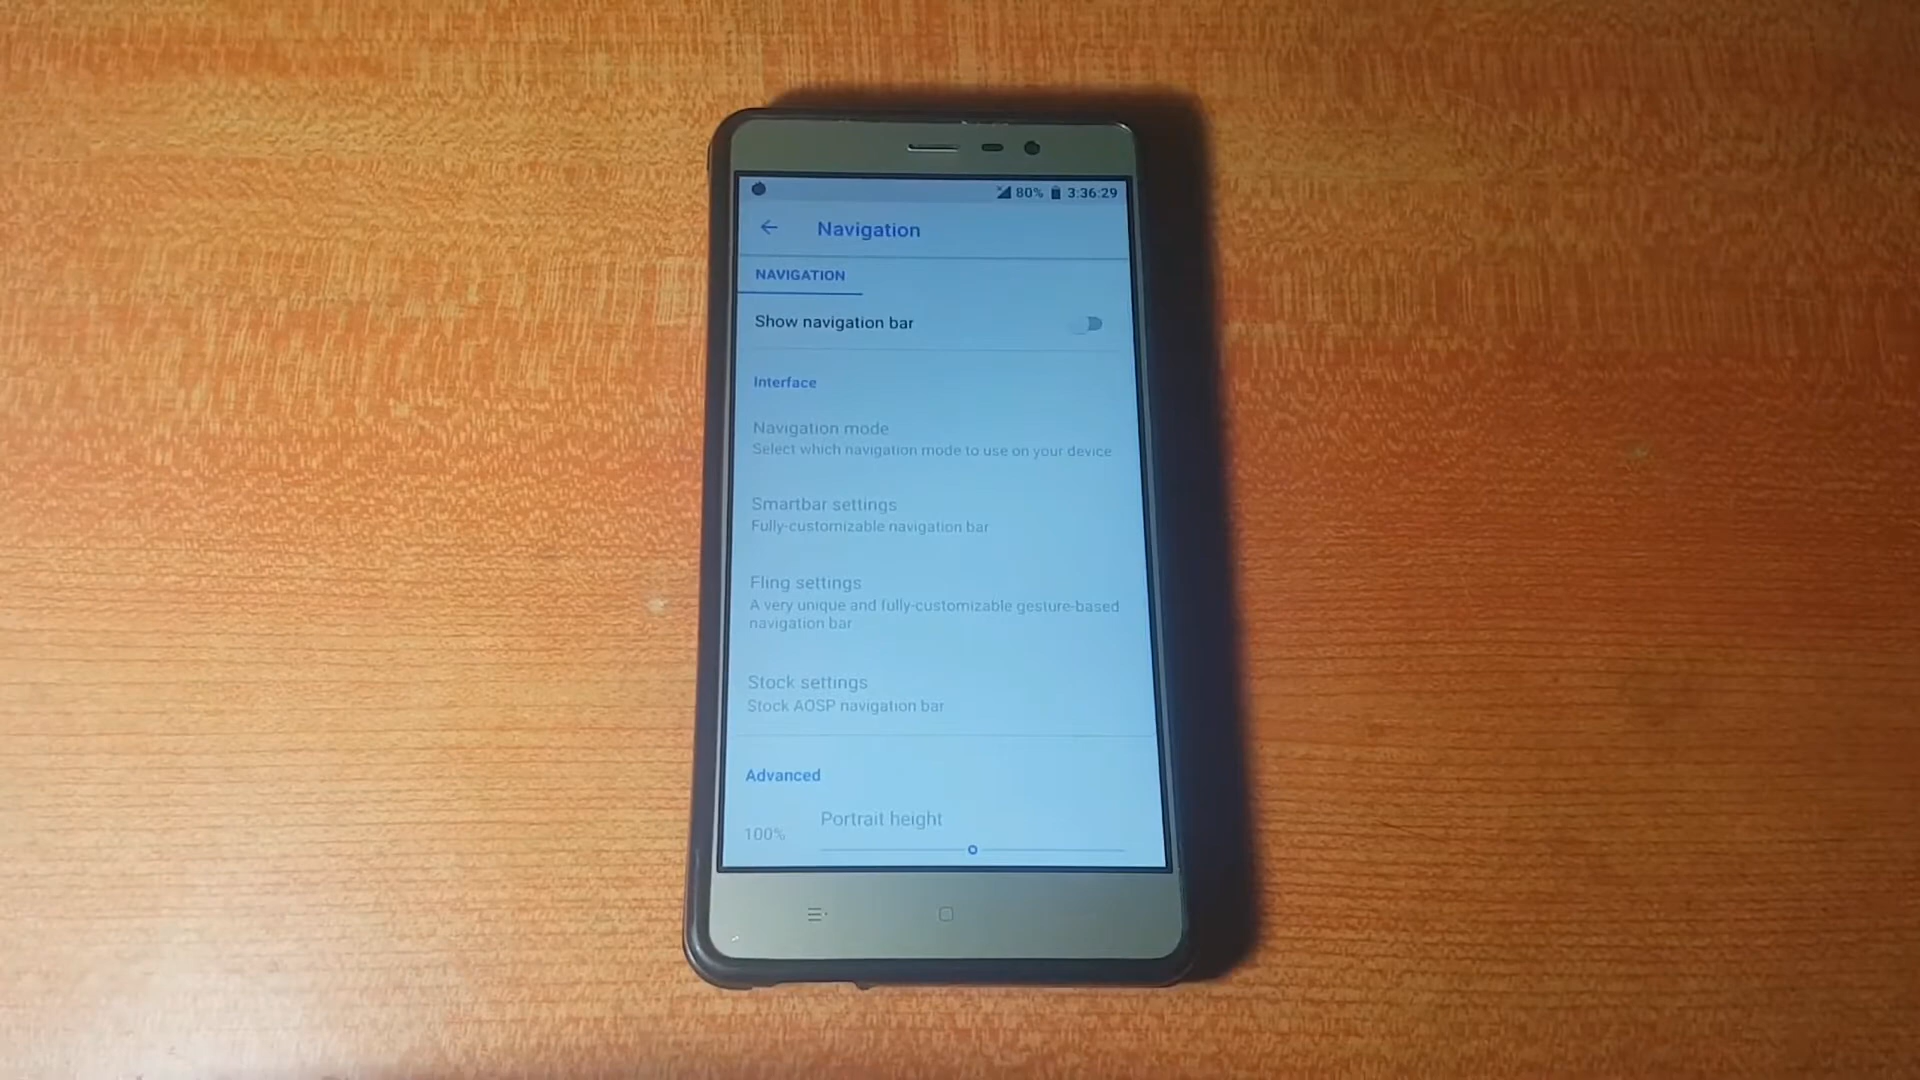 80% 3:36:29
Navigation
NAVIGATION
Show navigation bar
Interface
Navigation mode
Select which navigation mode to use on your device
Smartbar settings
Fully-customizable navigation bar
Fling settings
A very unique and fully-customizable gesture-based
navigation bar
Stock settings
Stock AOSP navigation bar
Advanced
Portrait height
100%